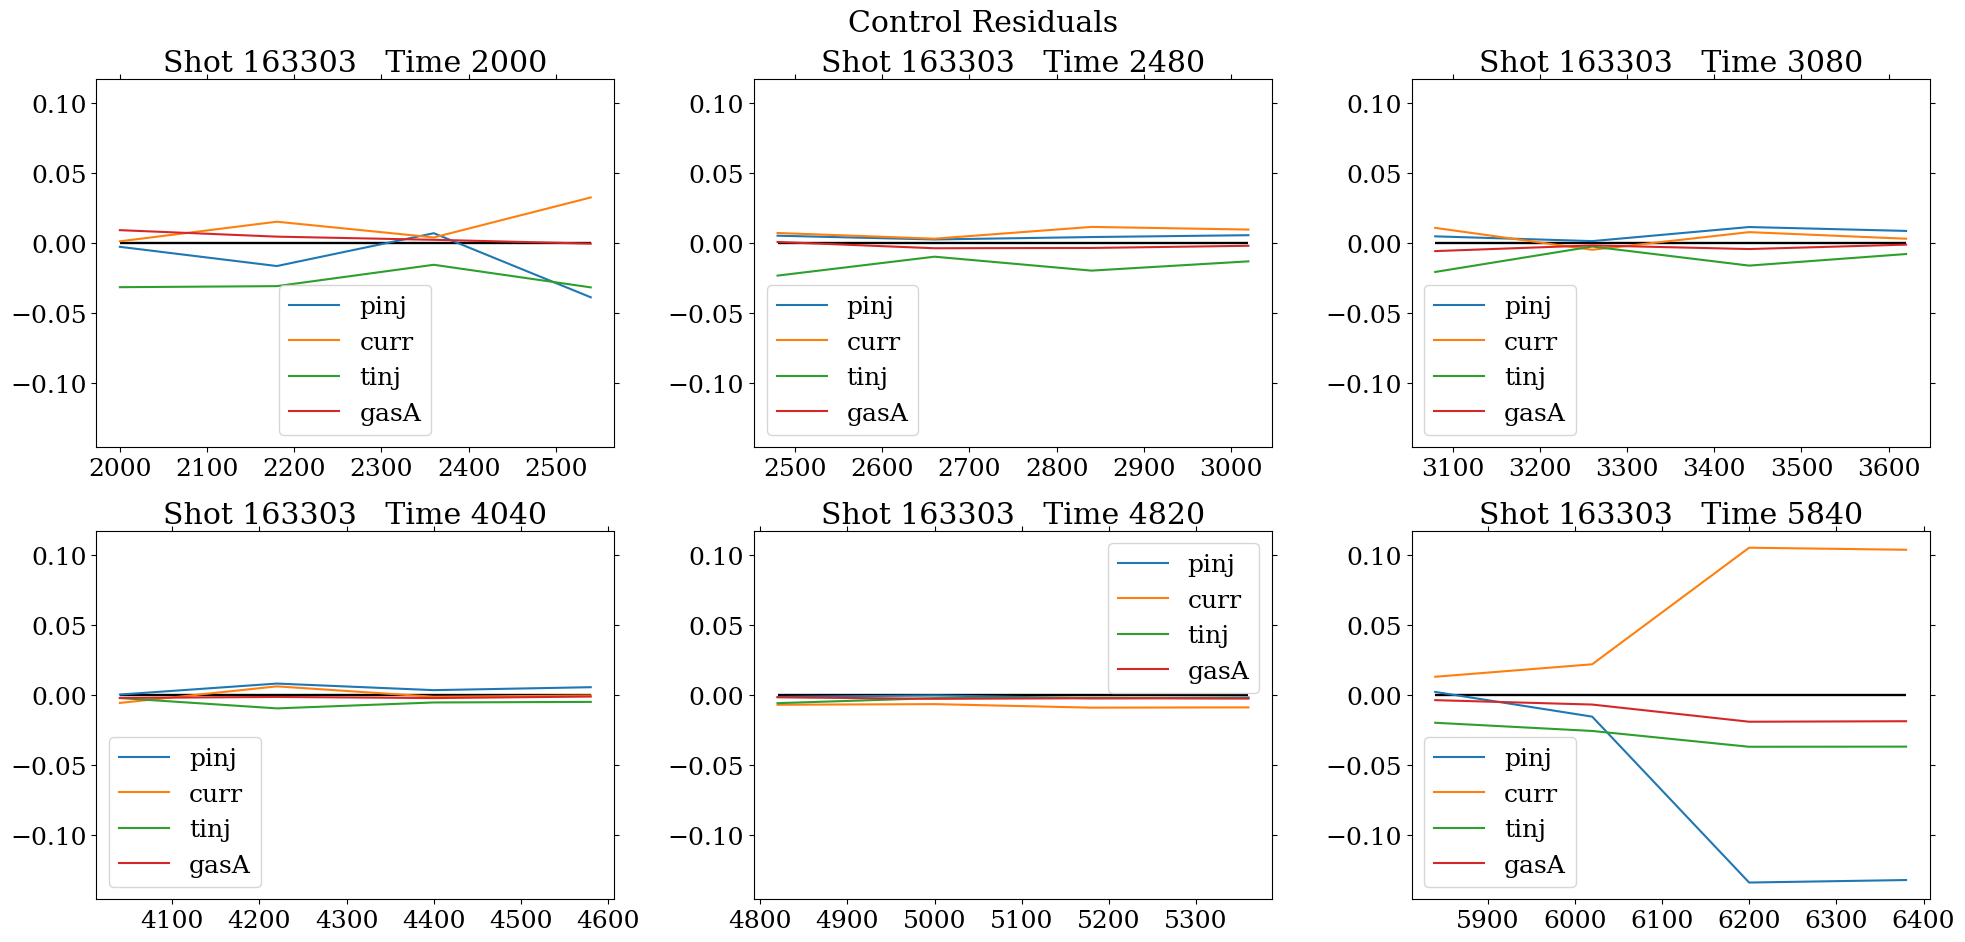 Control Residuals
Shot 163303 Time 2000
0.10
0.05
0.00
−0.05
−0.10
pinj
curr
tinj
gasA
2000 2100 2200 2300 2400 2500
Shot 163303 Time 2480
0.10
0.05
0.00
−0.05
−0.10
pinj
curr
tinj
gasA
2500 2600 2700 2800 2900 3000
Shot 163303 Time 3080
0.10
0.05
0.00
−0.05
−0.10
pinj
curr
tinj
gasA
3100 3200 3300 3400 3500 3600
Shot 163303 Time 4040
0.10
0.05
0.00
−0.05
−0.10
pinj
curr
tinj
gasA
4100 4200 4300 4400 4500 4600
Shot 163303 Time 4820
0.10
0.05
0.00
−0.05
−0.10
pinj
curr
tinj
gasA
4800 4900 5000 5100 5200 5300
Shot 163303 Time 5840
0.10
0.05
0.00
−0.05
−0.10
pinj
curr
tinj
gasA
5900 6000 6100 6200 6300 6400